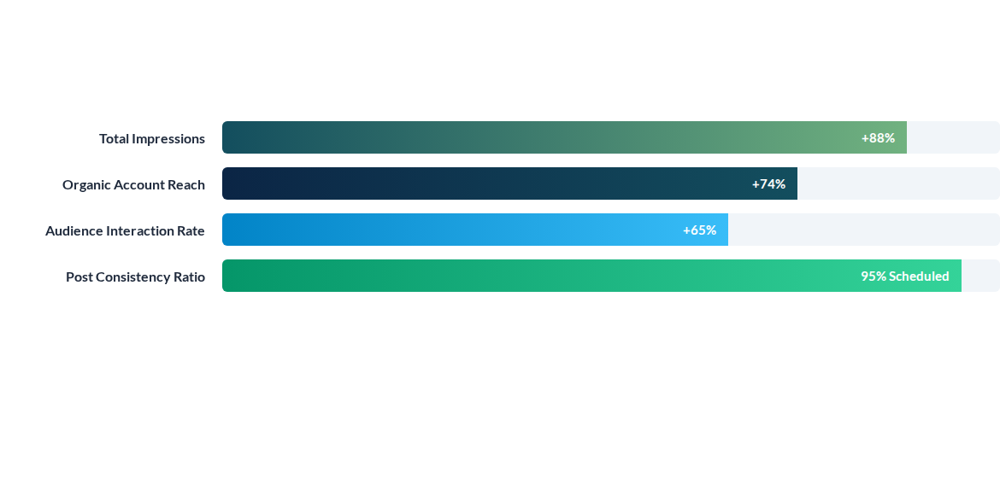 Total Impressions +88%
Organic Account Reach +74%
Audience Interaction Rate +65%
Post Consistency Ratio 95% Scheduled